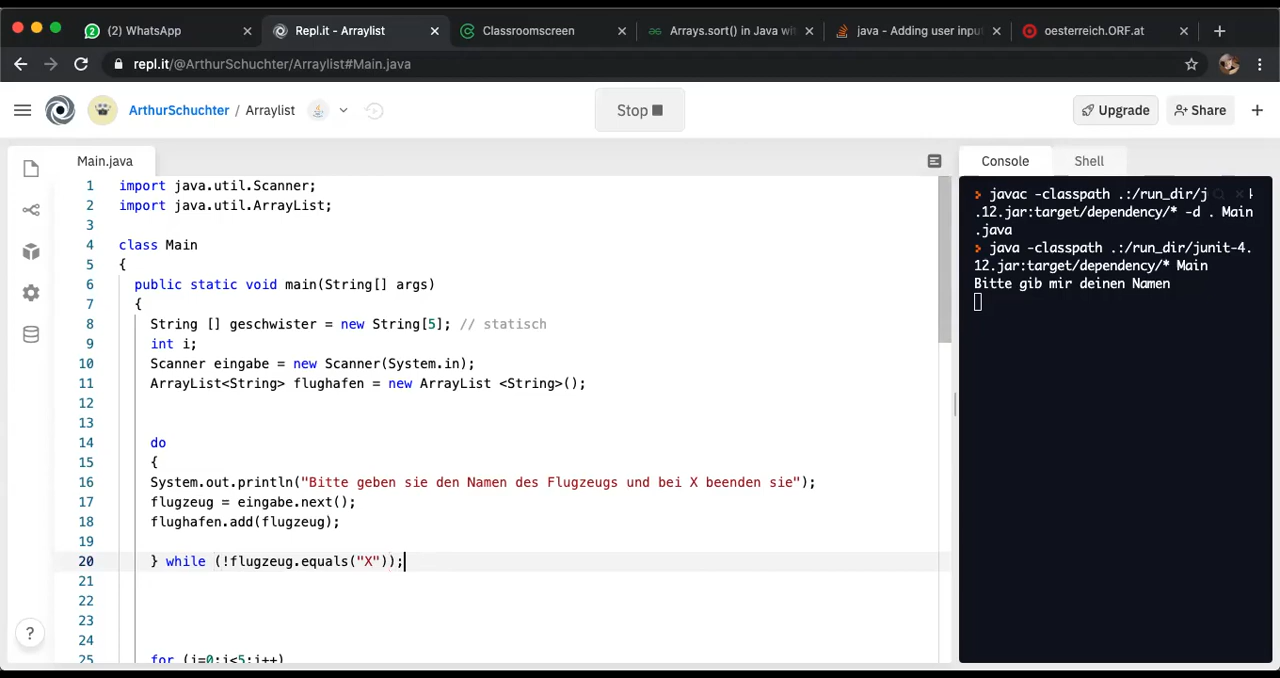 (2) WhatsApp
Repl.it - Arraylist
Classroomscreen
Arrays.sort() in Java wit
java - Adding user input
oesterreich.ORF.at
repl.it/@ArthurSchuchter/Arraylist#Main.java
ArthurSchuchter / Arraylist
Stop
Upgrade
Share
Main.java
1 import java.util.Scanner;
2 import java.util.ArrayList;
3
4 class Main
5 {
6 public static void main(String[] args)
7 {
8 String [] geschwister = new String[5]; // statisch
9 int i;
10 Scanner eingabe = new Scanner(System.in);
11 ArrayList<String> flughafen = new ArrayList <String>();
12
13
14 do
15 {
16 System.out.println("Bitte geben sie den Namen des Flugzeugs und bei X beenden sie");
17 flugzeug = eingabe.next();
18 flughafen.add(flugzeug);
19
20 } while (!flugzeug.equals("X"));
21
22
23
24
25 for (i=0;i<5;i++)
?
Console
Shell
javac -classpath .:/run_dir/j
.12.jar:target/dependency/* -d . Main
.java
java -classpath .:/run_dir/junit-4.
12.jar:target/dependency/* Main
Bitte gib mir deinen Namen